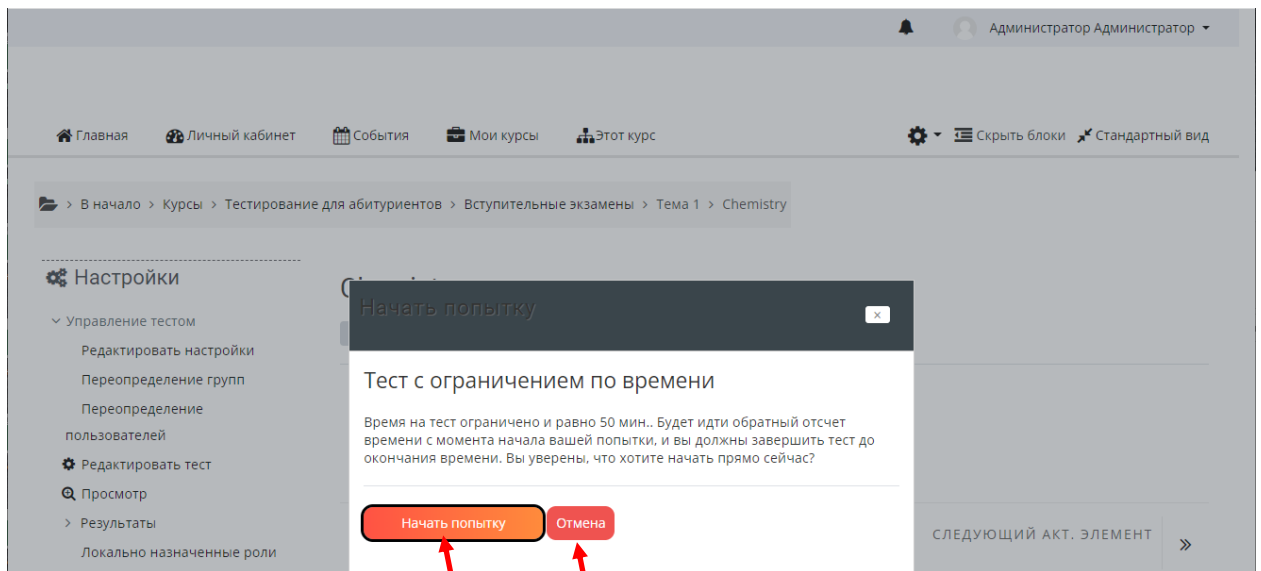 Администратор Администратор
Главная Личный кабинет События Мои курсы Этот курс Скрыть блоки Стандартный вид
> В начало > Курсы > Тестирование для абитуриентов > Вступительные экзамены > Тема 1 > Chemistry
Настройки
Управление тестом
Редактировать настройки
Переопределение групп
Переопределение
пользователей
Редактировать тест
Просмотр
> Результаты
Локально назначенные роли
Начать попытку
×
Тест с ограничением по времени
Время на тест ограничено и равно 50 мин.. Будет идти обратный отсчет
времени с момента начала вашей попытки, и вы должны завершить тест до
окончания времени. Вы уверены, что хотите начать прямо сейчас?
Начать попытку Отмена
СЛЕДУЮЩИЙ АКТ. ЭЛЕМЕНТ »